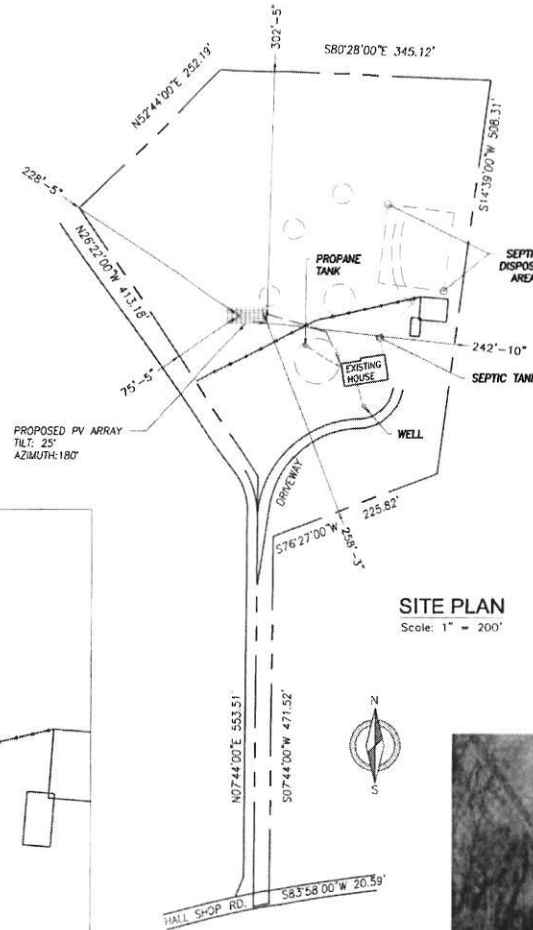 302'-5"
S80°28'00"E 345.12'
N52°44'00"E 252.19'
S14°39'00"W 508.31'
228'-5"
N26°22'00"W 413.18'
PROPANE
TANK
SEPTI
DISPOS
AREA
242'-10"
75'-5"
EXISTING
HOUSE
SEPTIC TANK
PROPOSED PV ARRAY
TILT: 25°
AZIMUTH: 180°
WELL
DRIVEWAY
S76°27'00"W 225.82'
258'-3"
SITE PLAN
Scale: 1" = 200'
N07°44'00"E 553.51'
S07°44'00"W 471.52'
N
S
HALL SHOP RD.
S83°58'00"W 20.59'